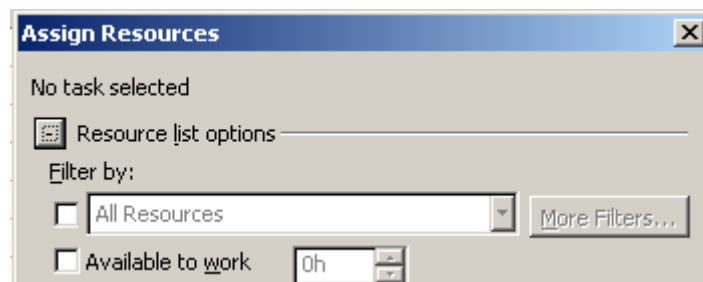 Assign Resources
No task selected
Resource list options
Filter by:
All Resources More Filters...
Available to work 0h